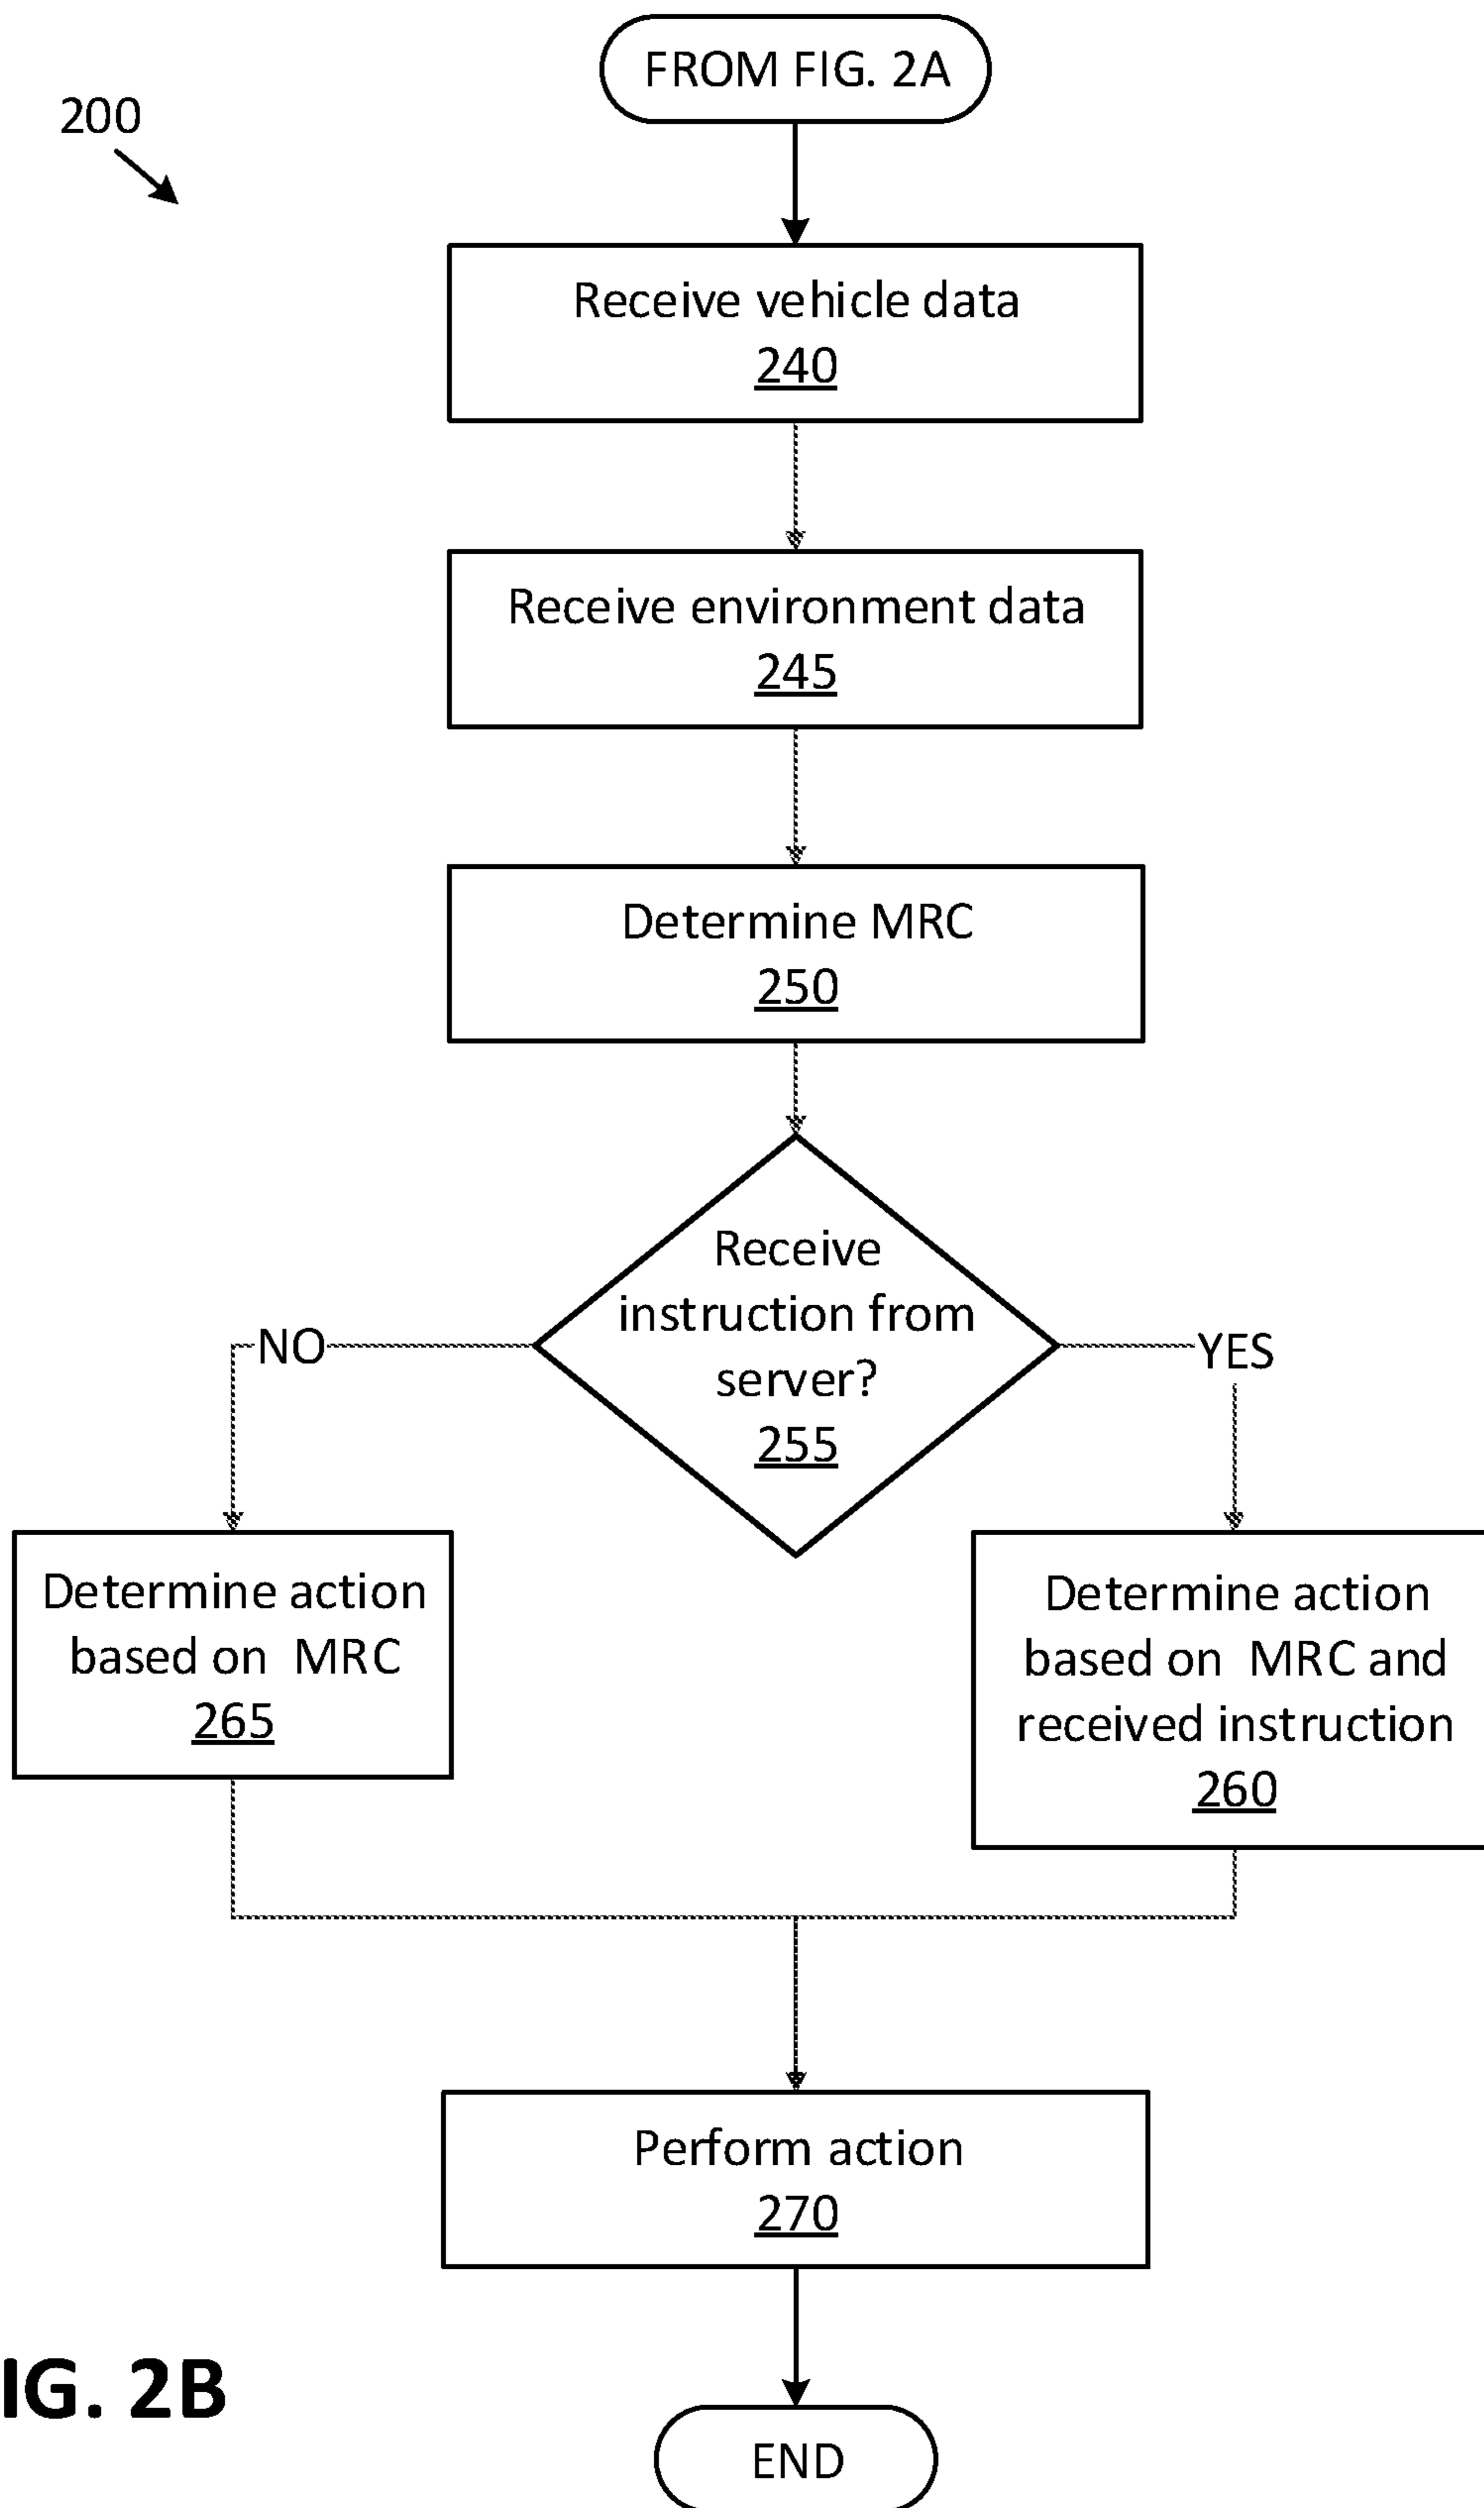 FROM FIG. 2A
200
Receive vehicle data
240
Receive environment data
245
Determine MRC
250
Receive
instruction from
server?
255
NO
YES
Determine action
based on MRC
265
Determine action
based on MRC and
received instruction
260
Perform action
270
IG. 2B
END